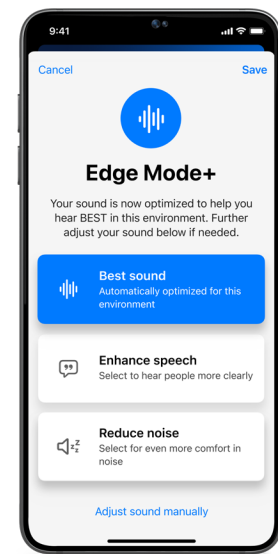 9:41
Cancel
Save
Edge Mode+
Your sound is now optimized to help you
hear BEST in this environment. Further
adjust your sound below if needed.
Best sound
Automatically optimized for this
environment
Enhance speech
Select to hear people more clearly
Reduce noise
Select for even more comfort in
noise
Adjust sound manually